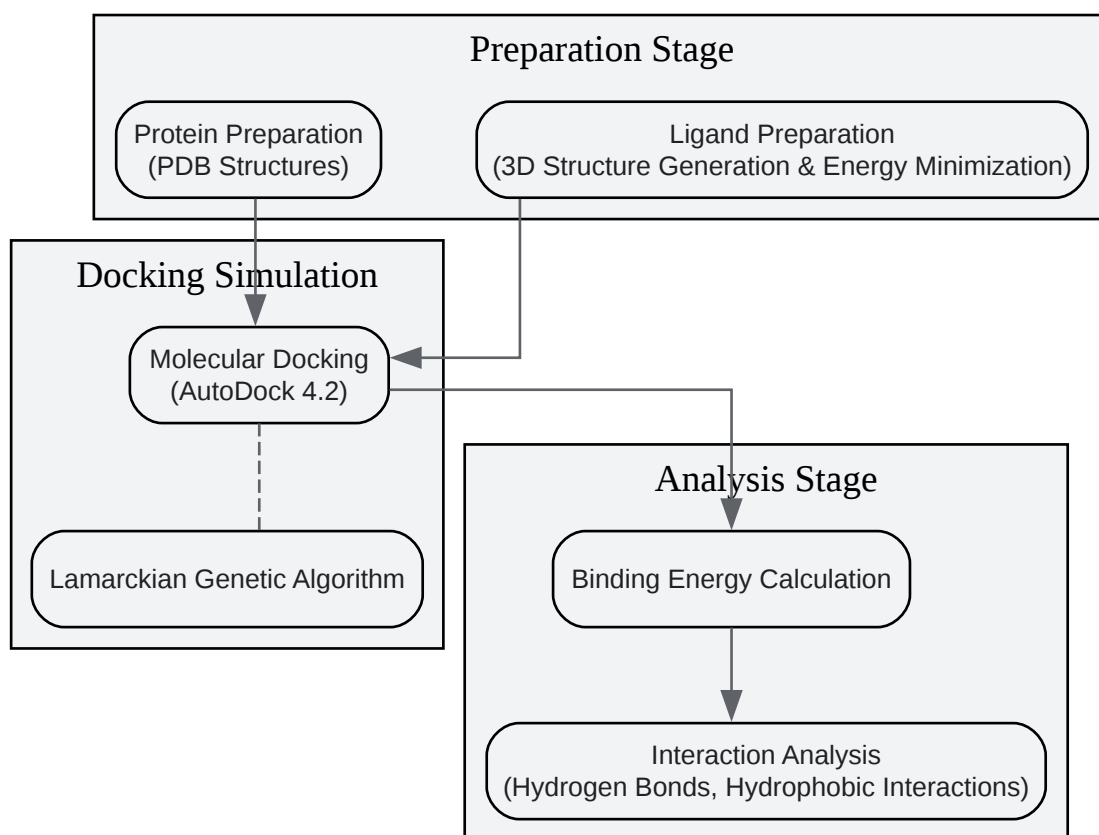 Preparation Stage
Protein Preparation
(PDB Structures)
Ligand Preparation
(3D Structure Generation & Energy Minimization)
Docking Simulation
Molecular Docking
(AutoDock 4.2)
Lamarckian Genetic Algorithm
Analysis Stage
Binding Energy Calculation
Interaction Analysis
(Hydrogen Bonds, Hydrophobic Interactions)